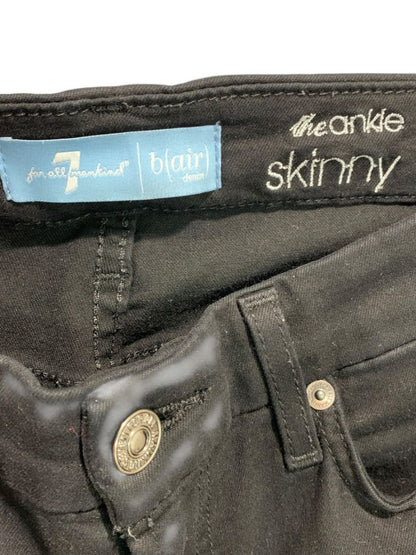 for all 7 mankind®
b(air)
denim
the ankle
skinny